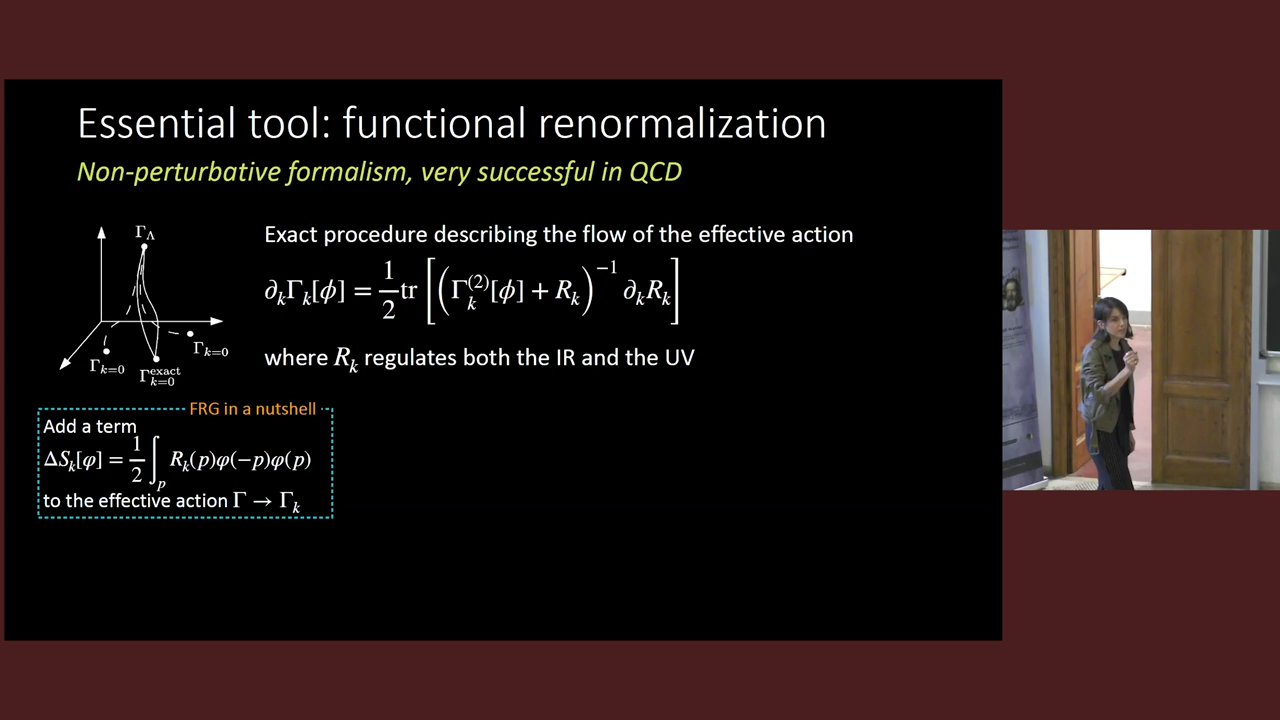 Essential tool: functional renormalization
Non-perturbative formalism, very successful in QCD
Γ_Λ
Γ_{k=0}
Γ_{k=0}^{exact}
Γ_{k=0}
Exact procedure describing the flow of the effective action
∂_kΓ_k[ϕ] = 1/2 tr [(Γ_k^{(2)}[ϕ] + R_k)^{−1} ∂_kR_k]
where R_k regulates both the IR and the UV
FRG in a nutshell
Add a term
ΔS_k[φ] = 1/2 ∫_p R_k(p)φ(−p)φ(p)
to the effective action Γ → Γ_k